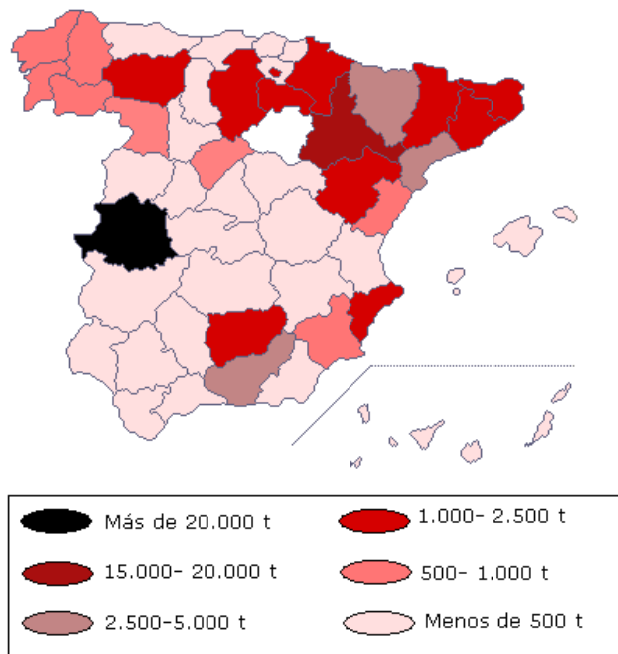 Más de 20.000 t
1.000- 2.500 t
15.000- 20.000 t
500- 1.000 t
2.500-5.000 t
Menos de 500 t